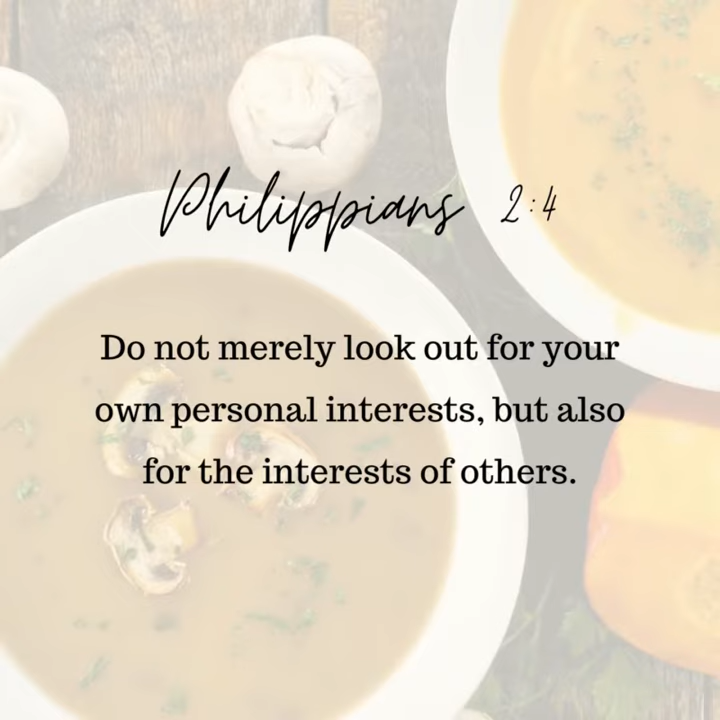 Philippians 2:4
Do not merely look out for your
own personal interests, but also
for the interests of others.